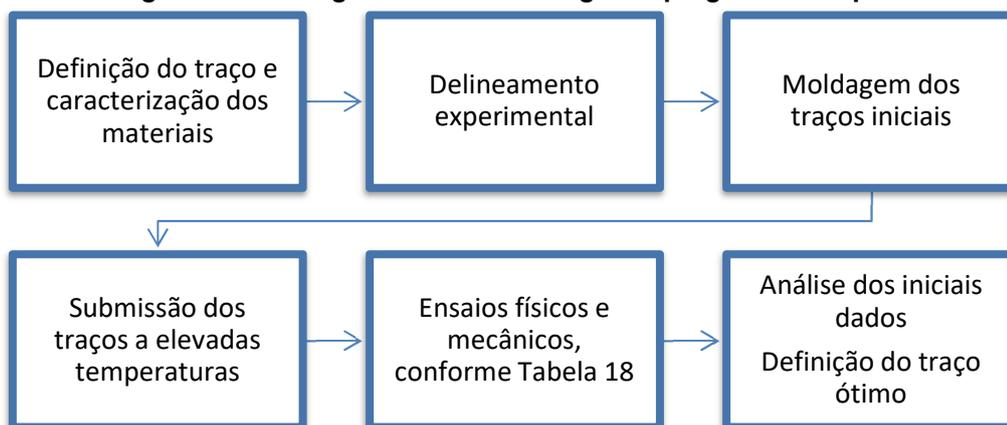 Definição do traço e
caracterização dos
materiais
Delineamento
experimental
Moldagem dos
traços iniciais
Submissão dos
traços a elevadas
temperaturas
Ensaios físicos e
mecânicos,
conforme Tabela 18
Análise dos iniciais
dados
Definição do traço
ótimo